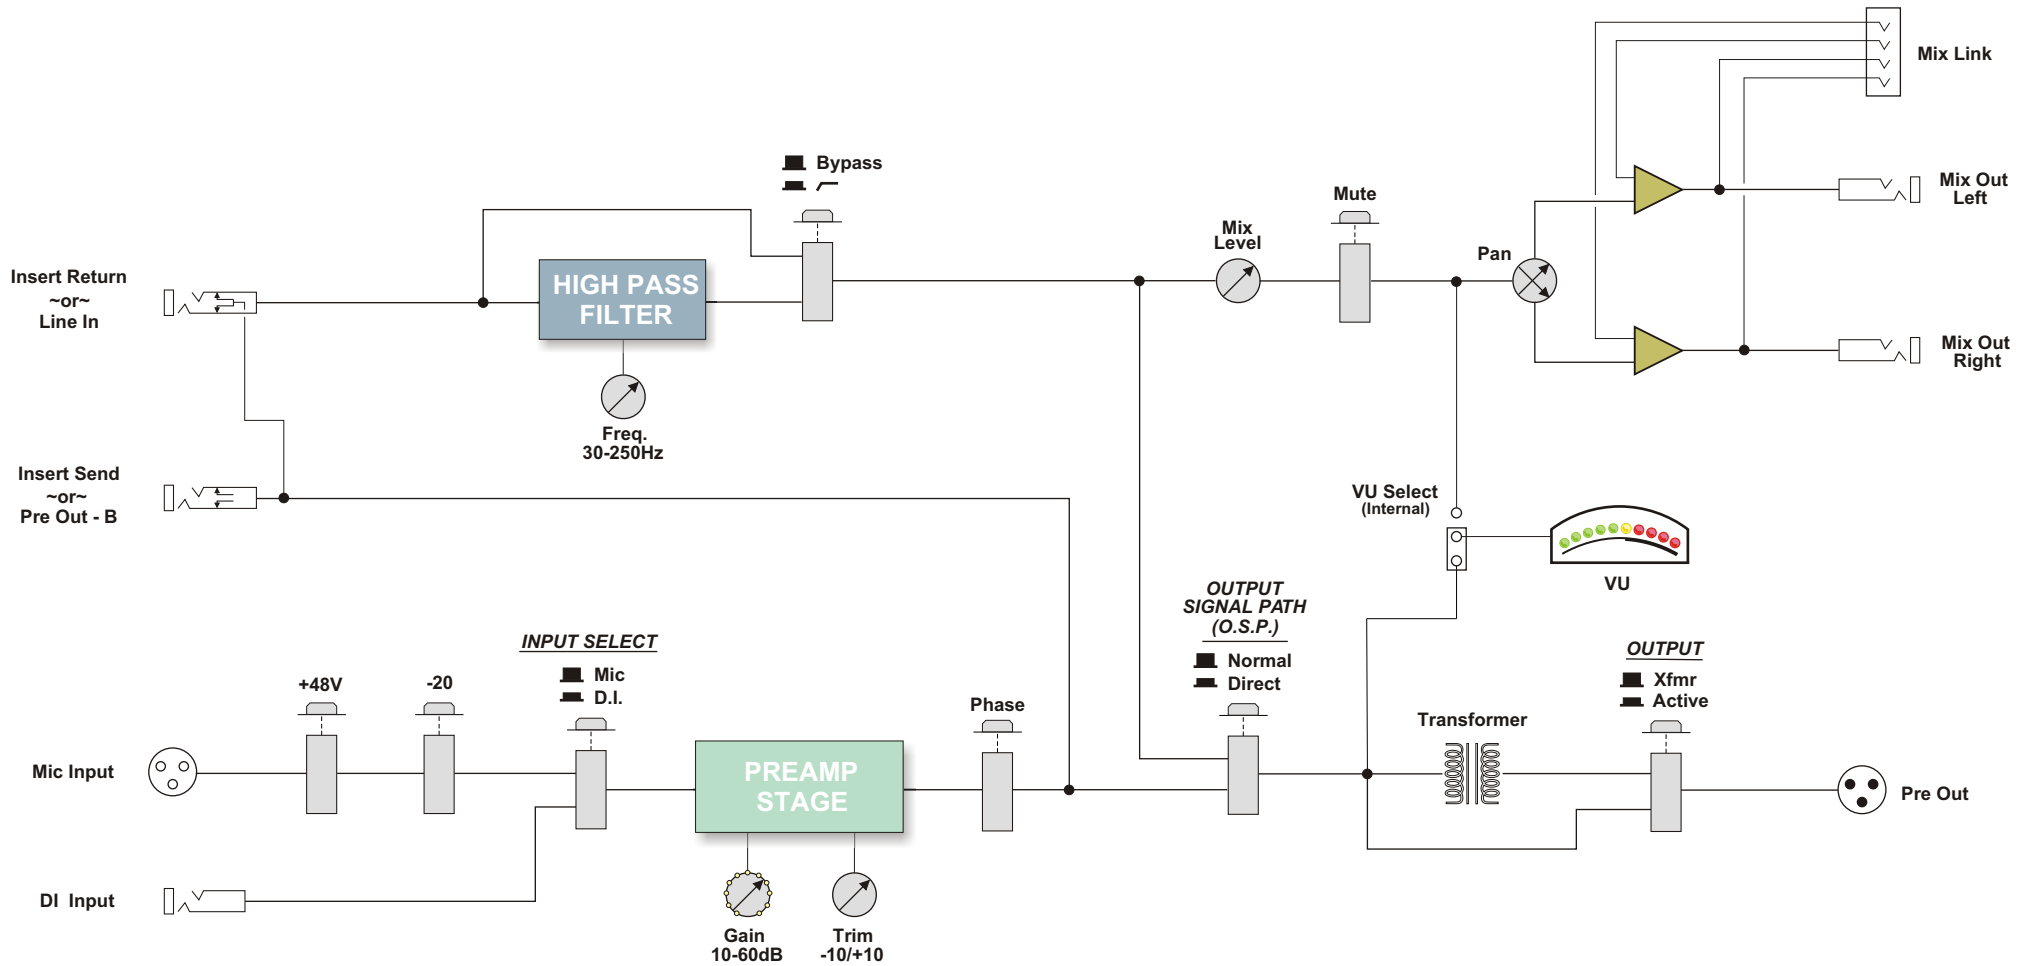 Mix Link
Bypass
Mix Out
Left
Mute
Mix
Level
Pan
Insert Return
~or~
Line In
HIGH PASS
FILTER
Mix Out
Right
Freq.
30-250Hz
Insert Send
~or~
Pre Out - B
VU Select
(Internal)
VU
OUTPUT
SIGNAL PATH
(O.S.P.)
Normal
Direct
INPUT SELECT
Mic
D.I.
OUTPUT
Xfmr
Active
+48V
-20
Phase
Transformer
Mic Input
PREAMP
STAGE
Pre Out
DI Input
Gain
10-60dB
Trim
-10/+10